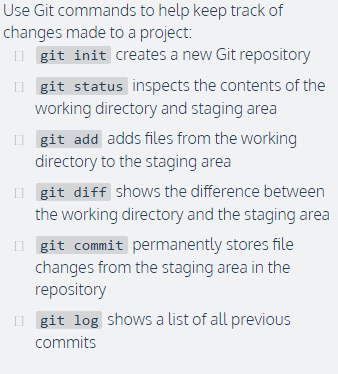 Use Git commands to help keep track of
changes made to a project:
git init creates a new Git repository
git status inspects the contents of the
working directory and staging area
git add adds files from the working
directory to the staging area
git diff shows the difference between
the working directory and the staging area
git commit permanently stores file
changes from the staging area in the
repository
git log shows a list of all previous
commits